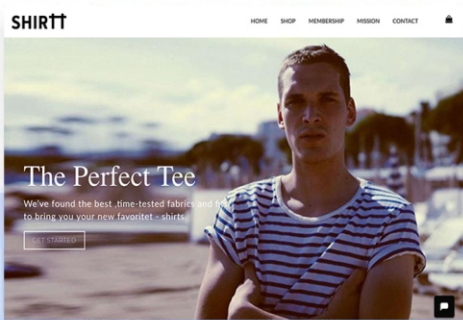 SHIRTT
HOME SHOP MEMBERSHIP MISSION CONTACT
The Perfect Tee
We've found the best ,time-tested fabrics and fit
to bring you your new favoritet - shirts.
GET STARTED